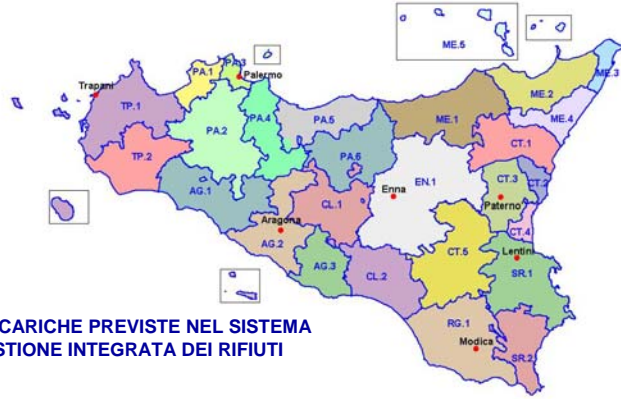 ME.5
PA.3
PA.1
Palermo
ME.3
Trapani
ME.2
TP.1
PA.4
PA.5
ME.1
ME.4
PA.2
CT.1
TP.2
PA.6
EN.1
CT.3
CT.2
AG.1
Enna
Paterno
CL.1
Aragona
CT.4
AG.2
Lentini
CT.5
AG.3
SR.1
CL.2
CARICHE PREVISTE NEL SISTEMA
RG.1
STIONE INTEGRATA DEI RIFIUTI
Modica
SR.2